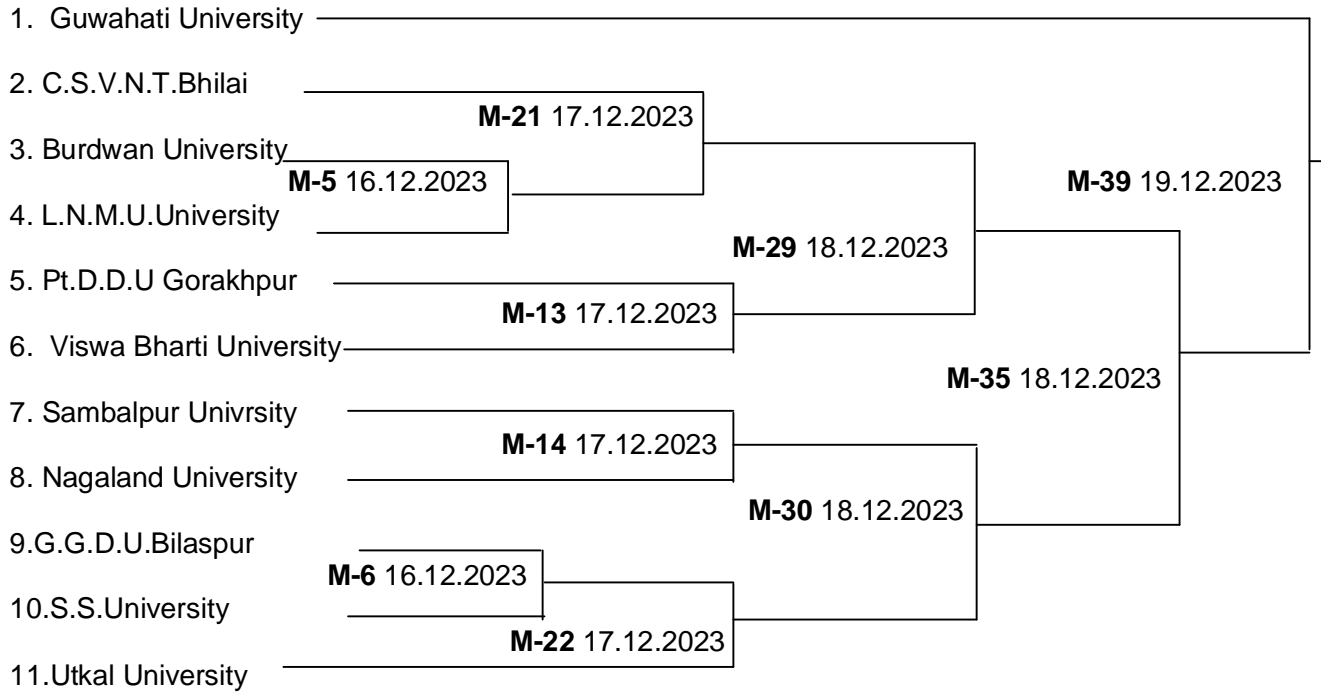 1. Guwahati University
2. C.S.V.N.T.Bhilai
M-21 17.12.2023
3. Burdwan University
M-5 16.12.2023
M-39 19.12.2023
4. L.N.M.U.University
M-29 18.12.2023
5. Pt.D.D.U Gorakhpur
M-13 17.12.2023
6. Viswa Bharti University
M-35 18.12.2023
7. Sambalpur Univrsity
M-14 17.12.2023
8. Nagaland University
M-30 18.12.2023
9.G.G.D.U.Bilaspur
M-6 16.12.2023
10.S.S.University
M-22 17.12.2023
11.Utkal University